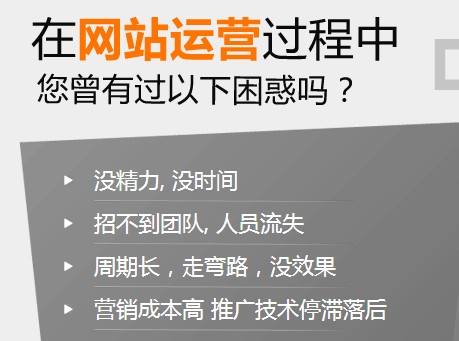 在网站运营过程中
您曾有过以下困惑吗？
没精力, 没时间
招不到团队, 人员流失
周期长，走弯路，没效果
营销成本高 推广技术停滞落后